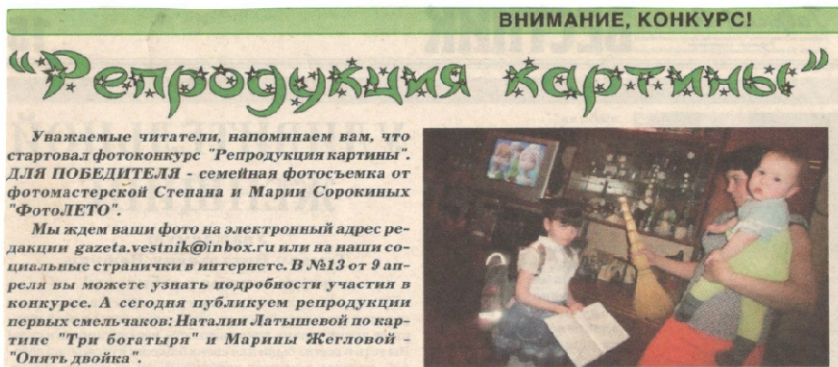 ВНИМАНИЕ, КОНКУРС!
"Репродукция картины"
Уважаемые читатели, напоминаем вам, что
стартовал фотоконкурс "Репродукция картины".
ДЛЯ ПОБЕДИТЕЛЯ - семейная фотосъемка от
фотомастерской Степана и Марии Сорокиных
"ФотоЛЕТО".
Мы ждем ваши фото на электронный адрес ре-
дакции gazeta.vestnik@inbox.ru или на наши со-
циальные странички в интернете. В №13 от 9 ап-
реля вы можете узнать подробности участия в
конкурсе. А сегодня публикуем репродукции
первых смельчаков: Наталии Латышевой по кар-
тине "Три богатыря" и Марины Жегловой -
"Опять двойка".